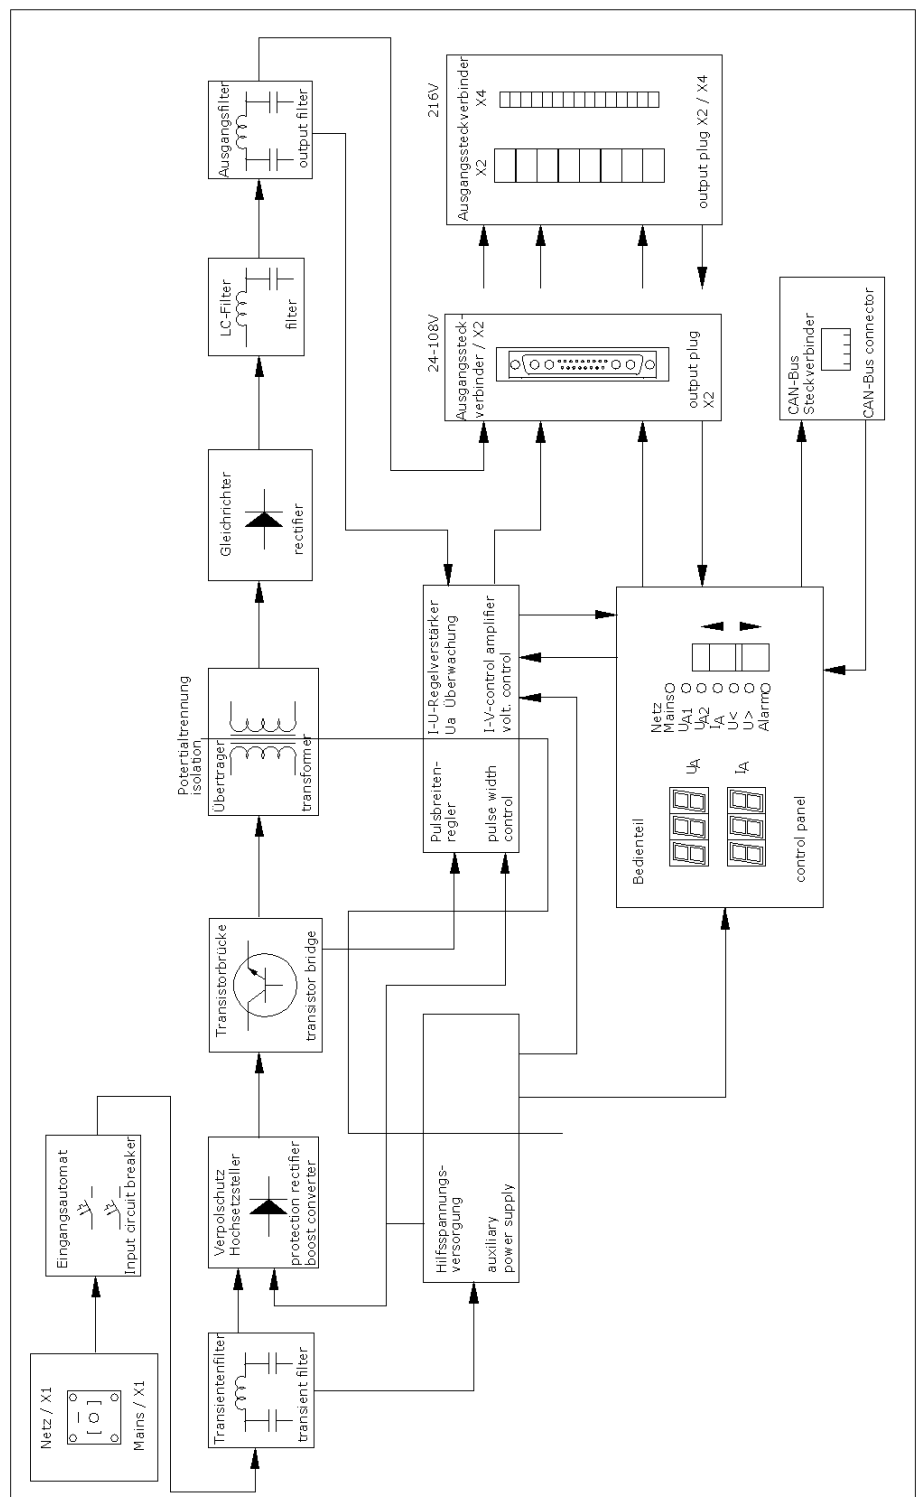 Netz / X1
Mains / X1
Eingangsautomat
Input circuit breaker
Transientenfilter
transient filter
Verpolschutz
Hochsetzsteller
protection rectifier
boost converter
Transistorbrücke
transistor bridge
Potentialtrennung
isolation
Übertrager
transformer
Gleichrichter
rectifier
LC-Filter
filter
Ausgangsfilter
output filter
Hilfsspannungs-
versorgung
auxiliary
power supply
Pulsbreiten-
regler
pulse width
control
I-U-Regelverstärker
Ua Überwachung
I-V-control amplifier
volt. control
24-108V
Ausgangssteck-
verbinder / X2
output plug
X2
216V
Ausgangssteckverbinder
X2
X4
output plug X2 / X4
Bedienteil
UA
IA
Netz
Mains
UA1
UA2
IA
U<
U>
Alarm
control panel
CAN-Bus
Steckverbinder
CAN-Bus connector